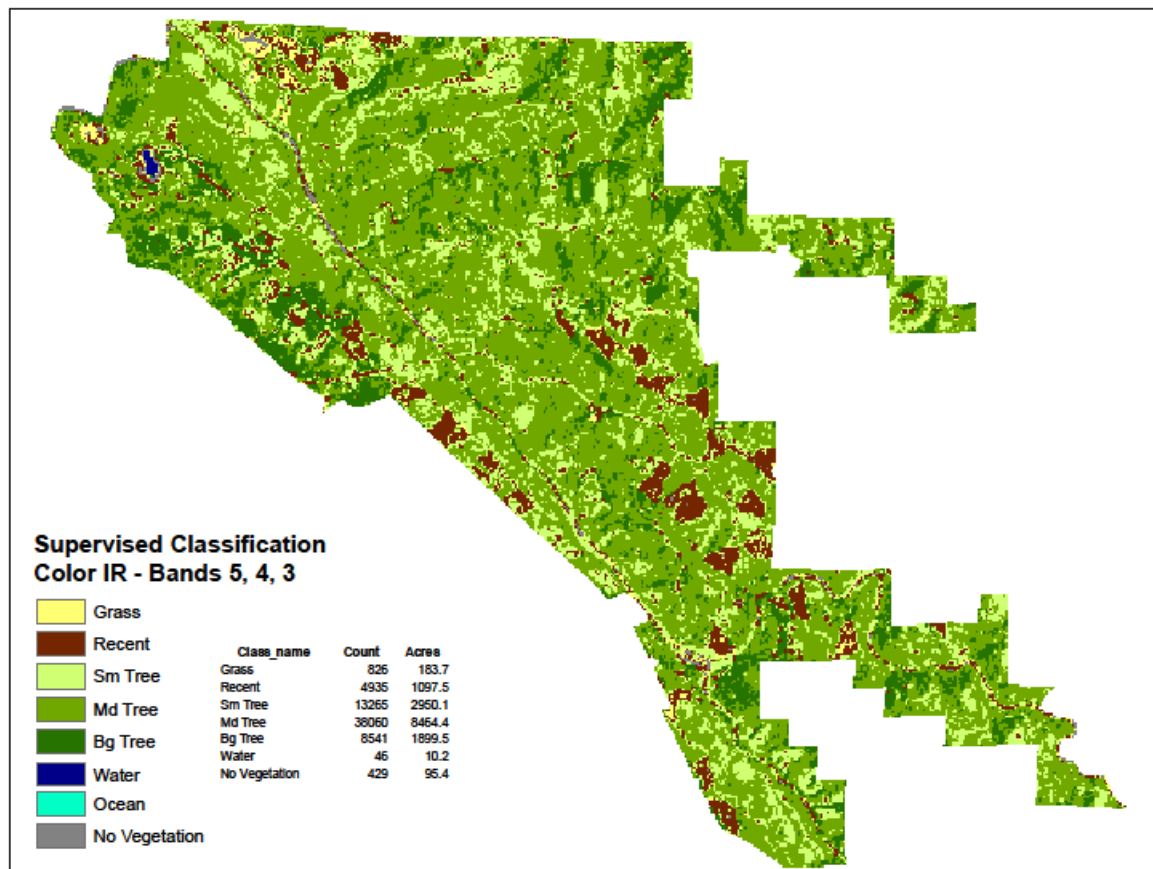 Supervised Classification
Color IR - Bands 5, 4, 3
Grass
Recent
Sm Tree
Md Tree
Bg Tree
Water
Ocean
No Vegetation
Class_name Count Acres
Grass 826 183.7
Recent 4935 1097.5
Sm Tree 13265 2950.1
Md Tree 38060 8464.4
Bg Tree 8541 1899.5
Water 46 10.2
No Vegetation 429 95.4